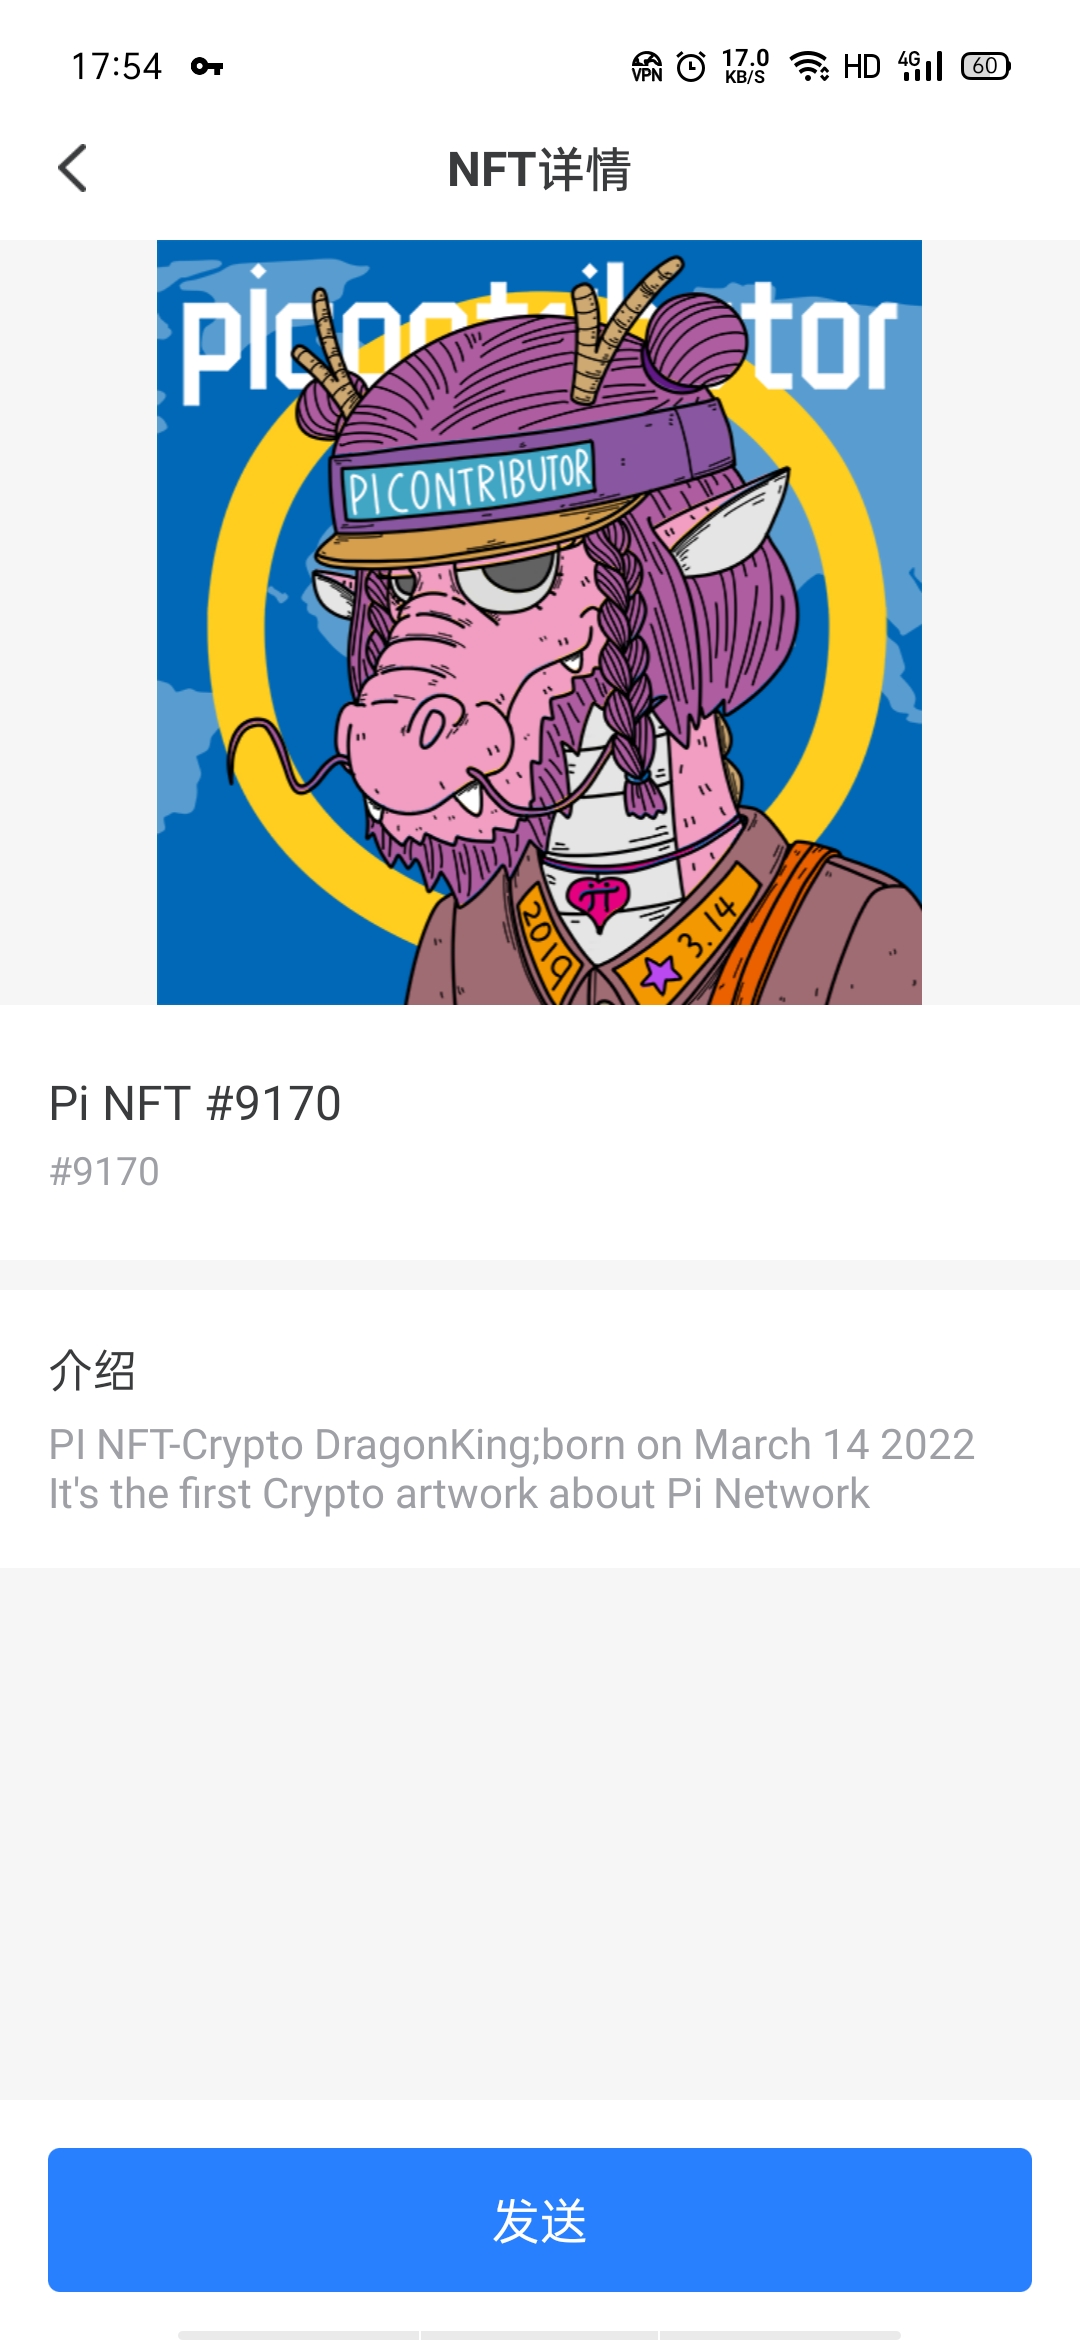 17:54
VPN 17.0 KB/S HD 4G 60
NFT详情
picontributor
PICONTRIBUTOR
2019
3.14
Pi NFT #9170
#9170
介绍
PI NFT-Crypto DragonKing;born on March 14 2022
It's the first Crypto artwork about Pi Network
发送